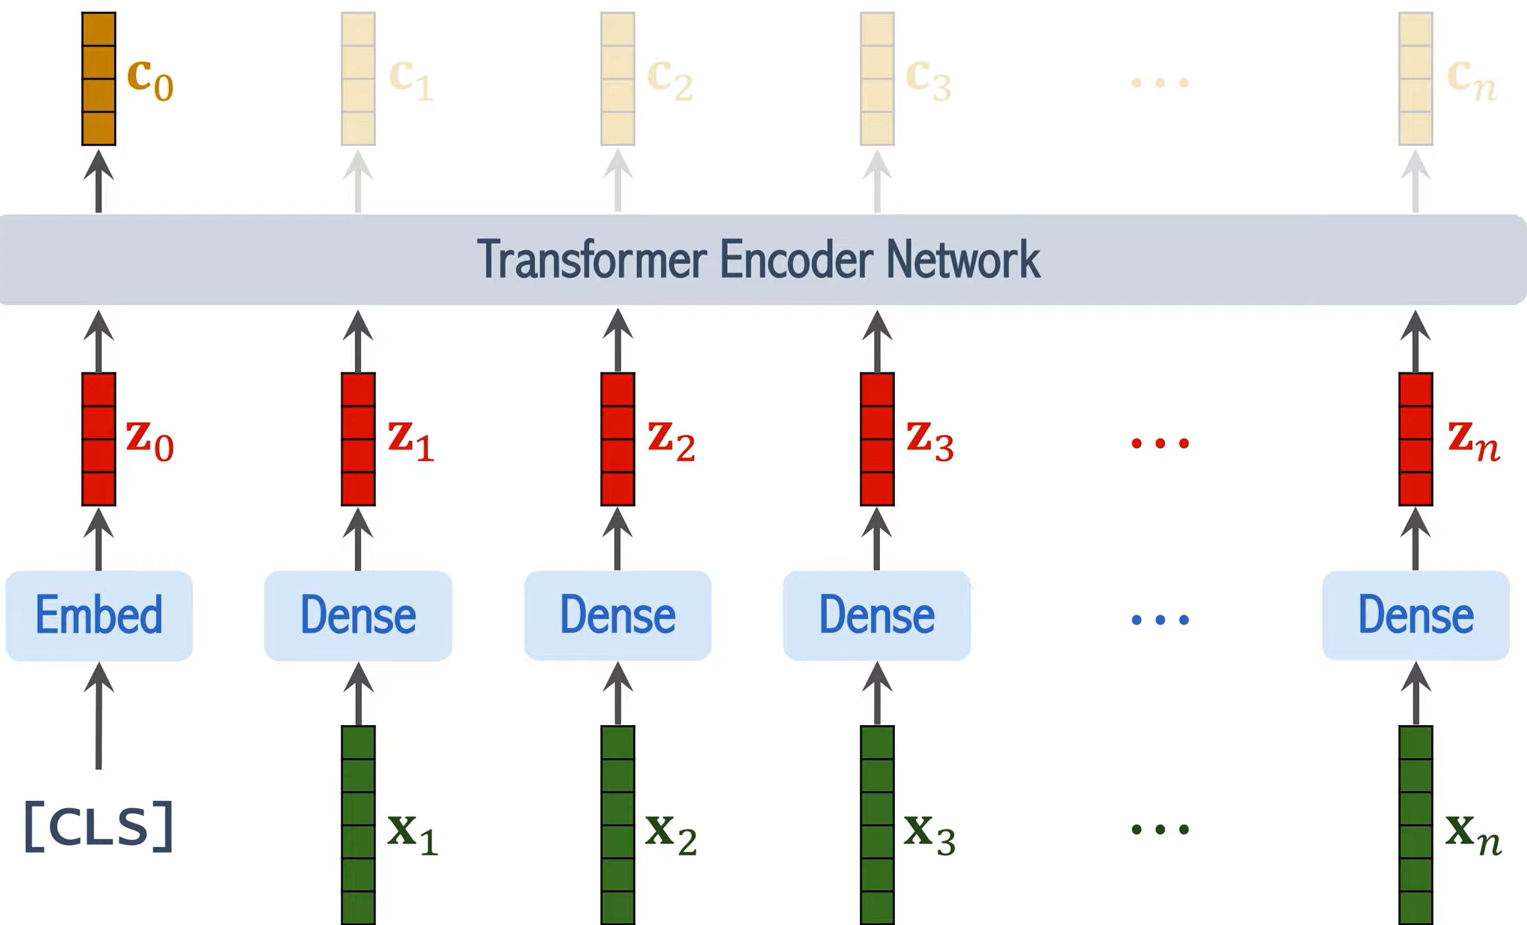 c₀ c₁ c₂ c₃ ... cₙ
Transformer Encoder Network
z₀ z₁ z₂ z₃ ... zₙ
Embed Dense Dense Dense ... Dense
[CLS] x₁ x₂ x₃ ... xₙ